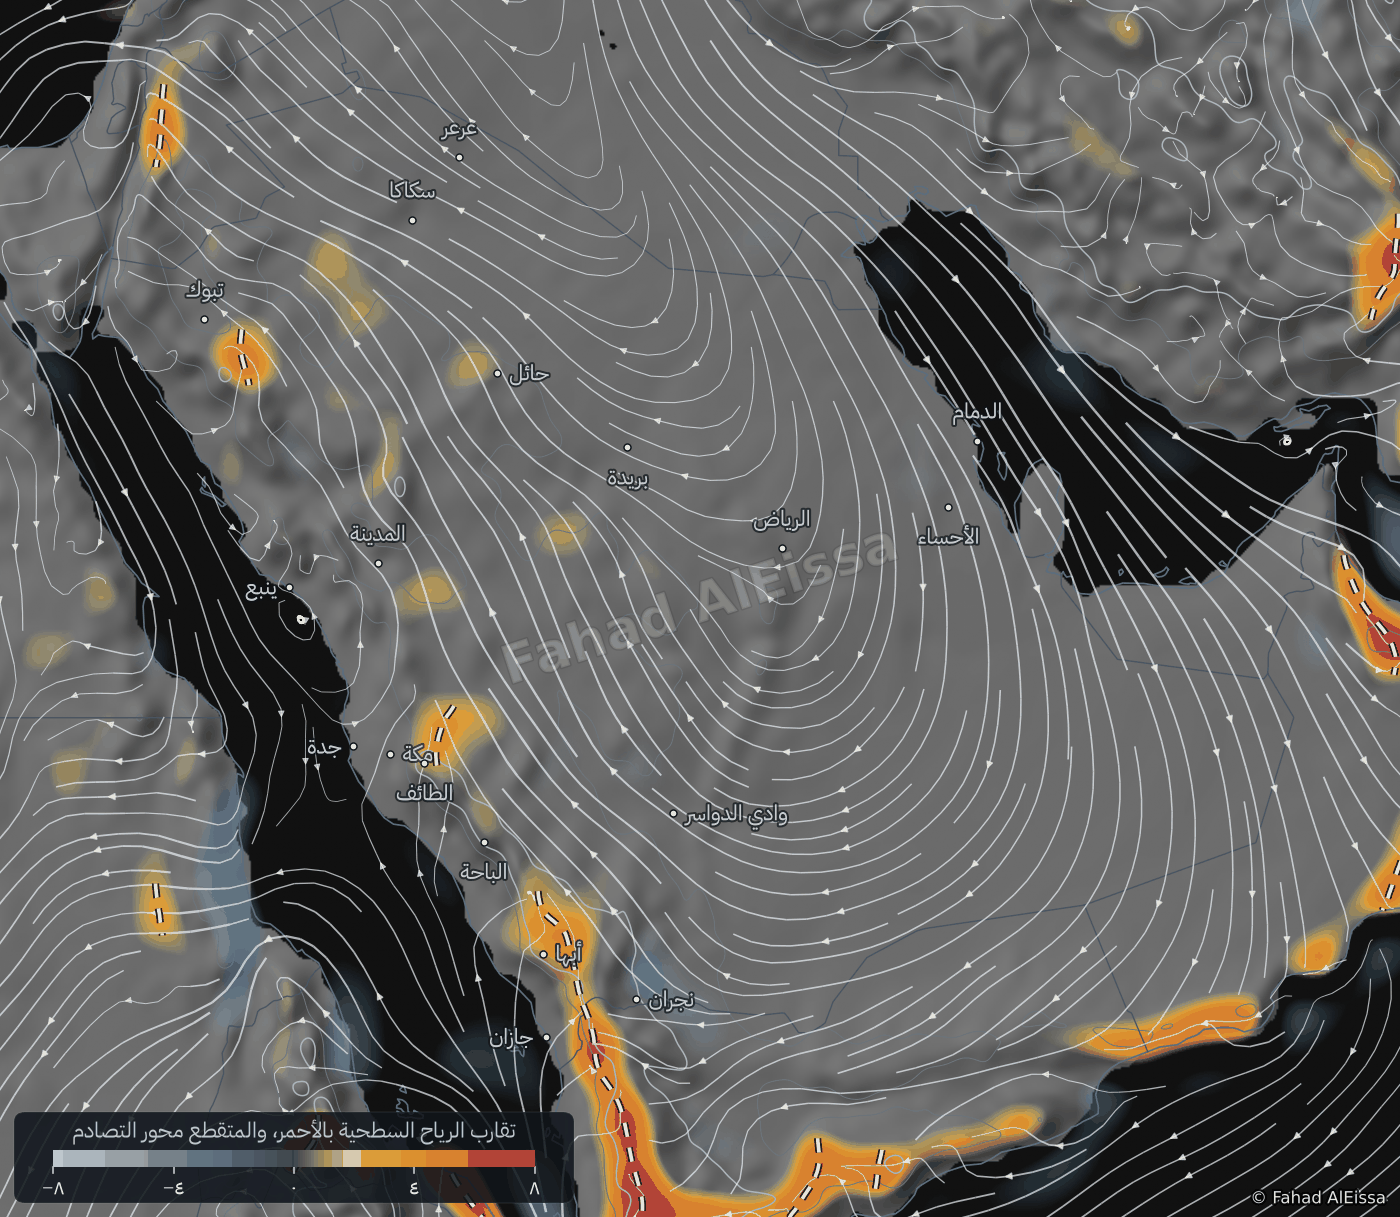 عرعر
سكاكا
تبوك
حائل
الدمام
بريدة
الرياض
الأحساء
المدينة
ينبع
Fahad AlEissa
جدة
مكة
الطائف
وادي الدواسر
الباحة
أبها
نجران
جازان
تقارب الرياح السطحية بالأحمر، والمتقطع محور التصادم
−٨ −٤ ٠ ٤ ٨
© Fahad AlEissa